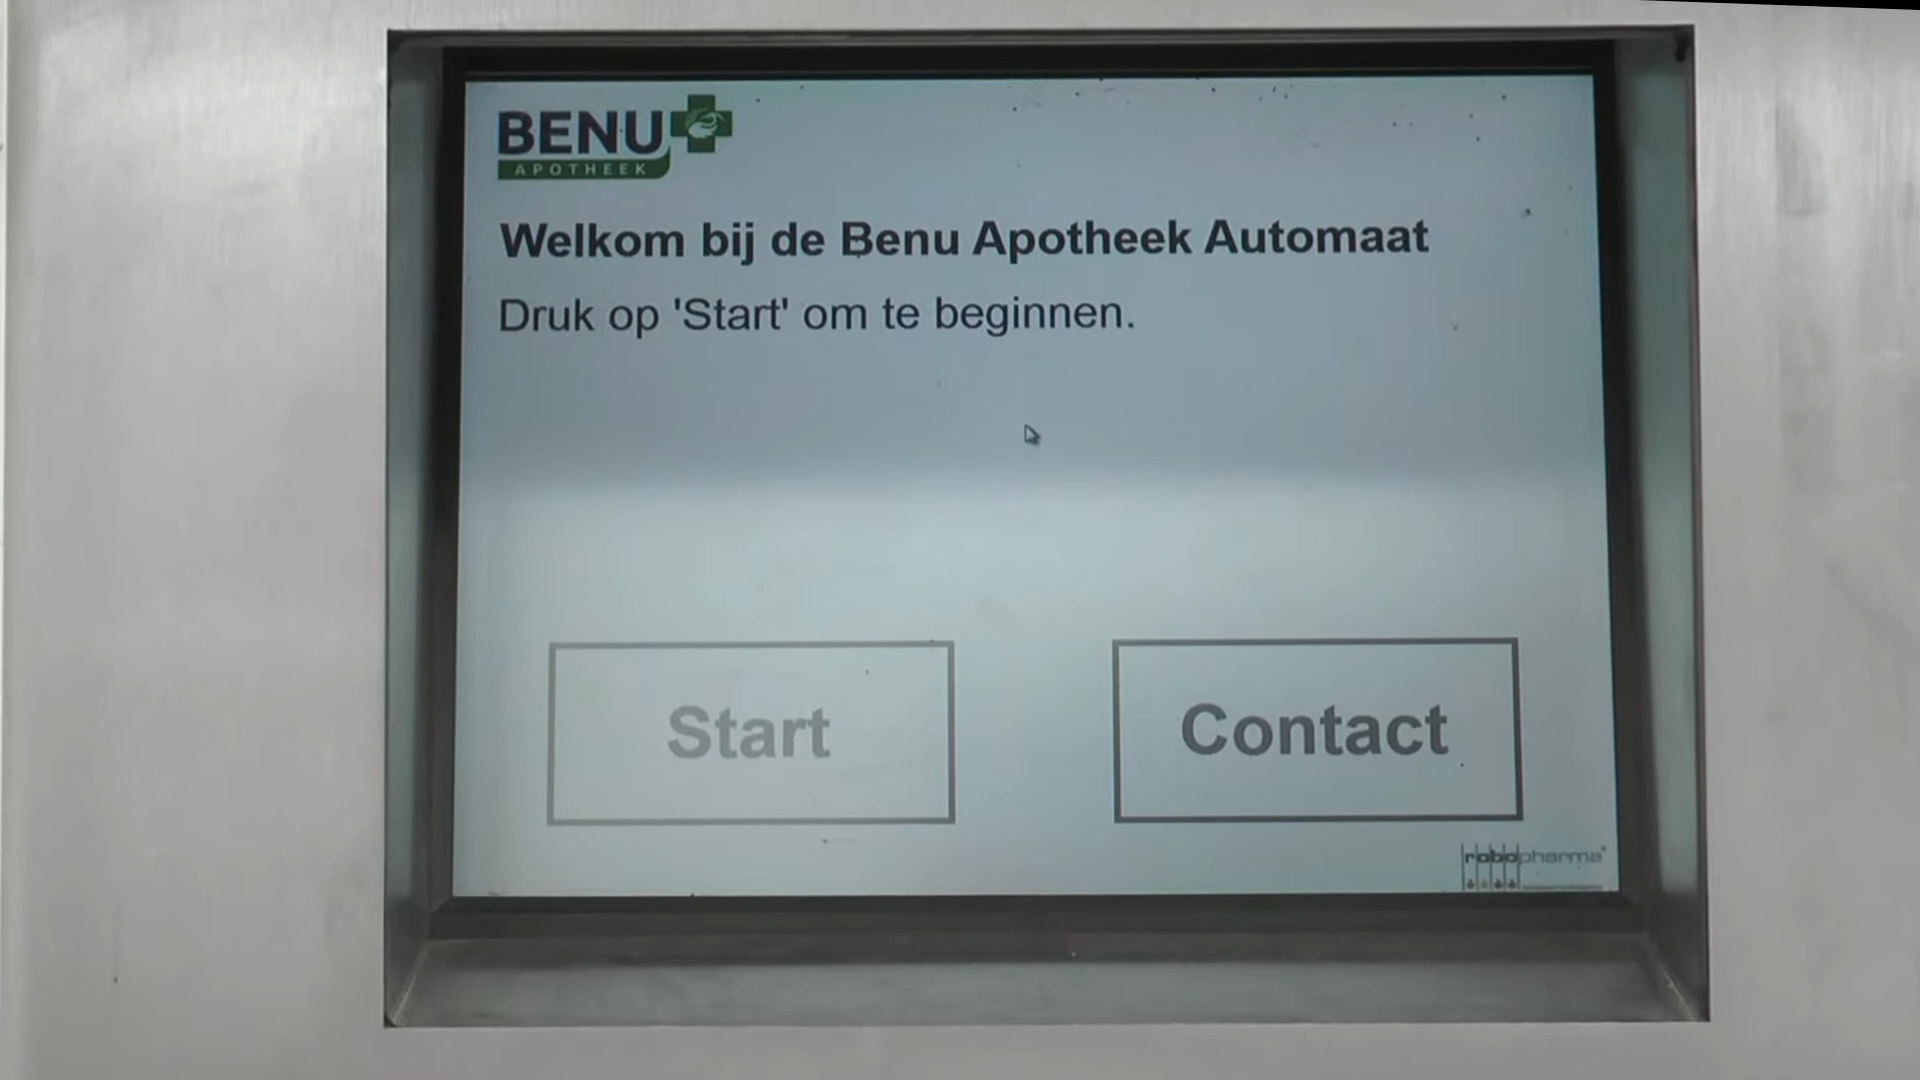 BENU
APOTHEEK
Welkom bij de Benu Apotheek Automaat
Druk op 'Start' om te beginnen.
Start
Contact
robopharma